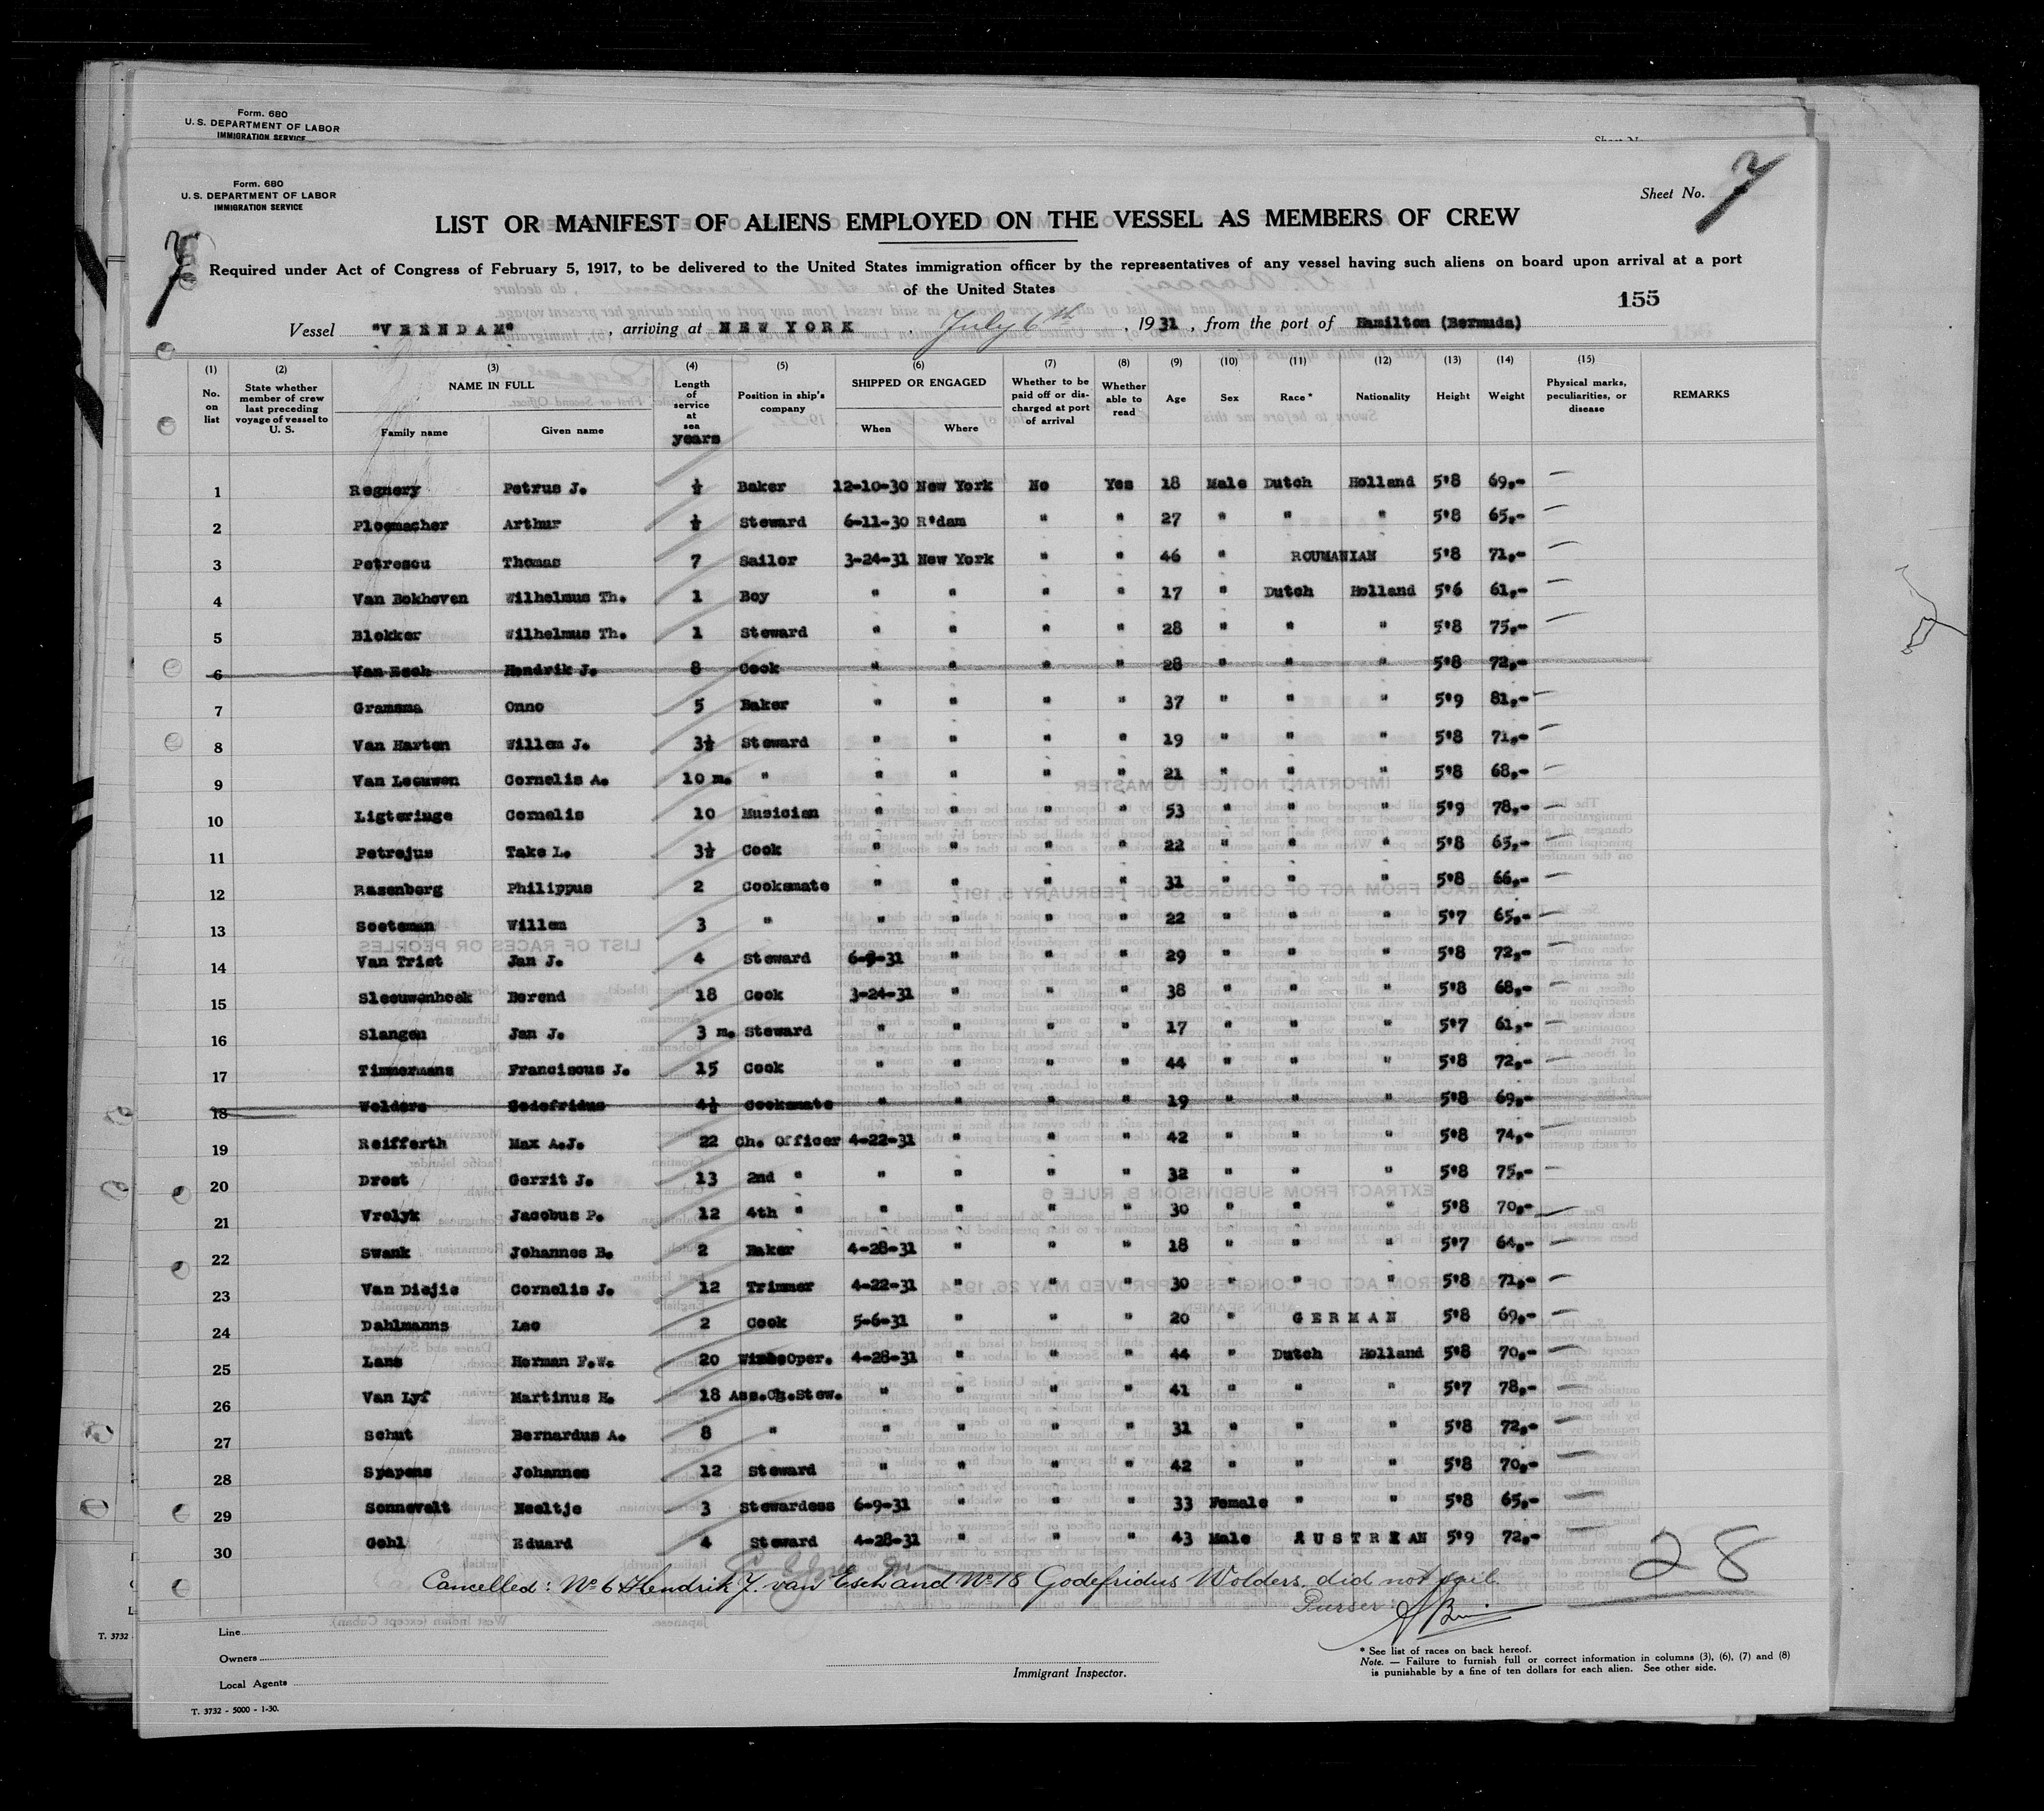 Form. 680
U. S. DEPARTMENT OF LABOR
IMMIGRATION SERVICE
Form. 680
U. S. DEPARTMENT OF LABOR
IMMIGRATION SERVICE
Sheet No. 7
LIST OR MANIFEST OF ALIENS EMPLOYED ON THE VESSEL AS MEMBERS OF CREW
Required under Act of Congress of February 5, 1917, to be delivered to the United States immigration officer by the representatives of any vessel having such aliens on board upon arrival at a port
of the United States
155
Vessel "VEENDAM", arriving at NEW YORK, July 6th, 1931, from the port of Hamilton (Bermuda)
(1) (2) (3) (4) (5) (6) (7) (8) (9) (10) (11) (12) (13) (14) (15)
No. on list State whether member of crew last preceding voyage of vessel to U. S. NAME IN FULL Family name Given name Length of service at sea years Position in ship's company SHIPPED OR ENGAGED When Where Whether to be paid off or discharged at port of arrival Whether able to read Age Sex Race* Nationality Height Weight Physical marks, peculiarities, or disease REMARKS
1 Regnery Petrus J. ½ Baker 12-10-30 New York No Yes 18 Male Dutch Holland 5'8 69,- —
2 Ploemacher Arthur ½ Steward 6-11-30 R'dam " " 27 " " " 5'8 65,- —
3 Petrescu Thomas 7 Sailor 3-24-31 New York " " 46 " ROUMANIAN 5'8 71,- —
4 Van Bokhoven Wilhelmus Th. 1 Boy " " " " 17 " Dutch Holland 5'6 61,- —
5 Blokker Wilhelmus Th. 1 Steward " " " " 28 " " " 5'8 75,- —
6 Van Esch Hendrik J. 8 Cook " " " " 28 " " " 5'8 72,-
7 Gramsma Onno 5 Baker " " " " 37 " " " 5'9 81,- —
8 Van Harten Willem J. 3½ Steward " " " " 19 " " " 5'8 71,- —
9 Van Leeuwen Cornelis A. 10 m. " " " " " 21 " " " 5'8 68,- —
10 Ligteringe Cornelis 10 Musician " " " " 53 " " " 5'9 78,- —
11 Petrejus Take L. 3½ Cook " " " " 22 " " " 5'8 65,- —
12 Rasenberg Philippus 2 Cooksmate " " " " 31 " " " 5'8 66,- —
13 Soeteman Willem 3 " " " " " 22 " " " 5'7 65,- —
14 Van Triet Jan J. 4 Steward 6-9-31 " " " 29 " " " 5'8 72,- —
15 Sleeuwenhoek Berend 18 Cook 3-24-31 " " " 38 " " " 5'8 68,- —
16 Slangen Jan J. 3 m. Steward " " " " 17 " " " 5'7 61,- —
17 Timmermans Franciscus J. 15 Cook " " " " 44 " " " 5'8 72,- —
18 Wolders Godefridus 4½ Cooksmate " " " " 19 " " " 5'8 69,-
19 Reifferth Max A.J. 22 Ch. Officer 4-22-31 " " " 42 " " " 5'8 74,- —
20 Drost Gerrit J. 13 2nd " " " " " 32 " " " 5'8 75,- —
21 Vrolyk Jacobus P. 12 4th " " " " " 30 " " " 5'8 70,- —
22 Swank Johannes B. 2 Baker 4-28-31 " " " 18 " " " 5'7 64,- —
23 Van Diejie Cornelis J. 12 Trimmer 4-22-31 " " " 30 " " " 5'8 71,- —
24 Dahlmanns Leo 2 Cook 5-6-31 " " " 20 " GERMAN 5'8 69,- —
25 Lans Herman F.W. 20 Oper. 4-28-31 " " " 44 " Dutch Holland 5'8 70,- —
26 Van Lyf Martinus H. 18 Ass.Ch.Stew. " " " " 41 " " " 5'7 78,- —
27 Schut Bernardus A. 8 " " " " " 31 " " " 5'8 72,- —
28 Spapens Johannes 12 Steward " " " " 42 " " " 5'8 70,- —
29 Sonnevelt Neeltje 3 Stewardess 6-9-31 " " " 33 Female " " 5'8 65,- —
30 Gohl Eduard 4 Steward 4-28-31 " " " 43 Male AUSTRIAN 5'9 72,- —
Cancelled: No 6 Hendrik J. van Esch and No 18 Godefridus Wolders. did not sail.
28
Purser:
Line
Owners
Local Agents
Immigrant Inspector.
* See list of races on back hereof.
Note. — Failure to furnish full or correct information in columns (3), (6), (7) and (8)
is punishable by a fine of ten dollars for each alien. See other side.
T. 3732
T. 3732 - 5000 - 1-30.